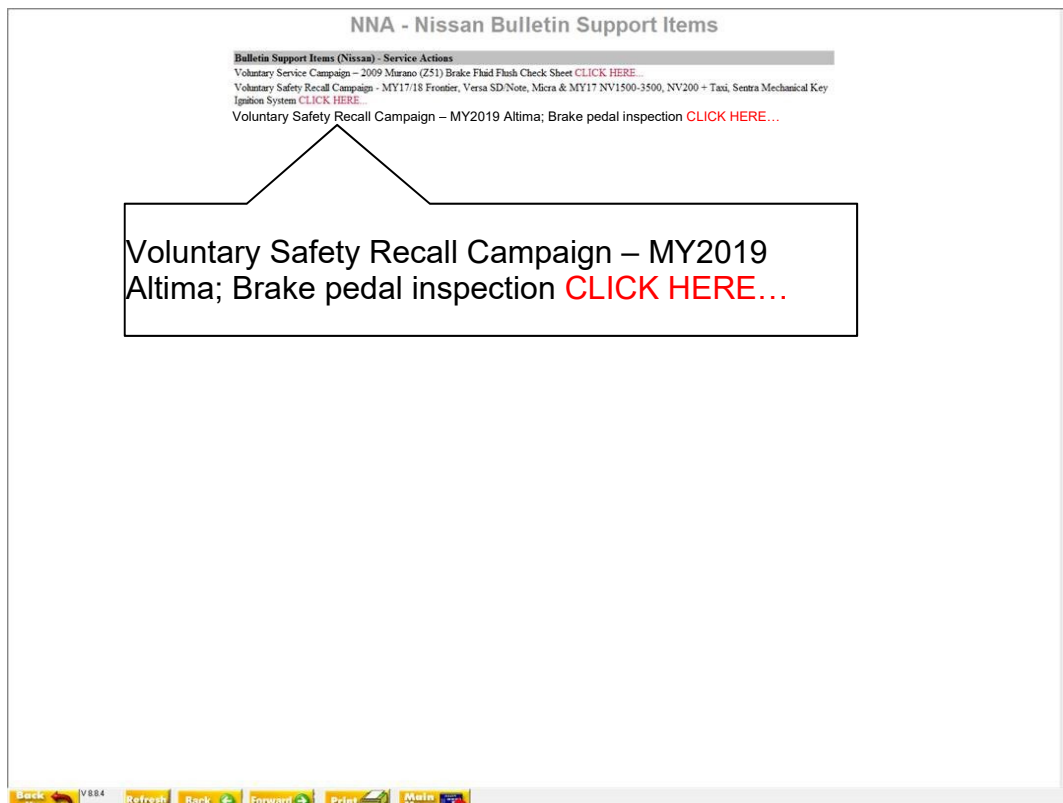 NNA - Nissan Bulletin Support Items
Bulletin Support Items (Nissan) - Service Actions
Voluntary Service Campaign – 2009 Murano (Z51) Brake Fluid Flush Check Sheet CLICK HERE...
Voluntary Safety Recall Campaign - MY17/18 Frontier, Versa SD/Note, Micra & MY17 NV1500-3500, NV200 + Taxi, Sentra Mechanical Key
Ignition System CLICK HERE...
Voluntary Safety Recall Campaign – MY2019 Altima; Brake pedal inspection CLICK HERE…
Voluntary Safety Recall Campaign – MY2019
Altima; Brake pedal inspection CLICK HERE…
Back V 8.8.4 Refresh Back Forward Print Main